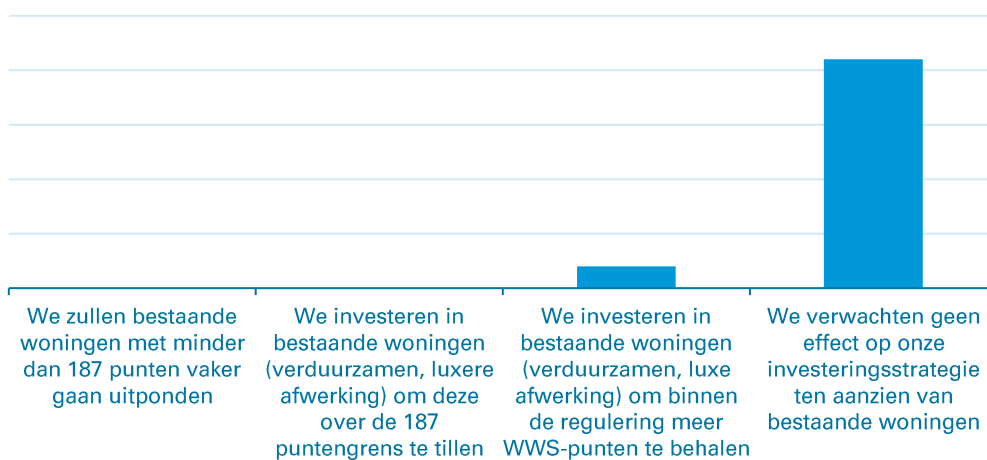 We zullen bestaande
woningen met minder
dan 187 punten vaker
gaan uitponden
We investeren in
bestaande woningen
(verduurzamen, luxere
afwerking) om deze
over de 187
puntengrens te tillen
We investeren in
bestaande woningen
(verduurzamen, luxe
afwerking) om binnen
de regulering meer
WWS-punten te behalen
We verwachten geen
effect op onze
investeringsstrategie
ten aanzien van
bestaande woningen